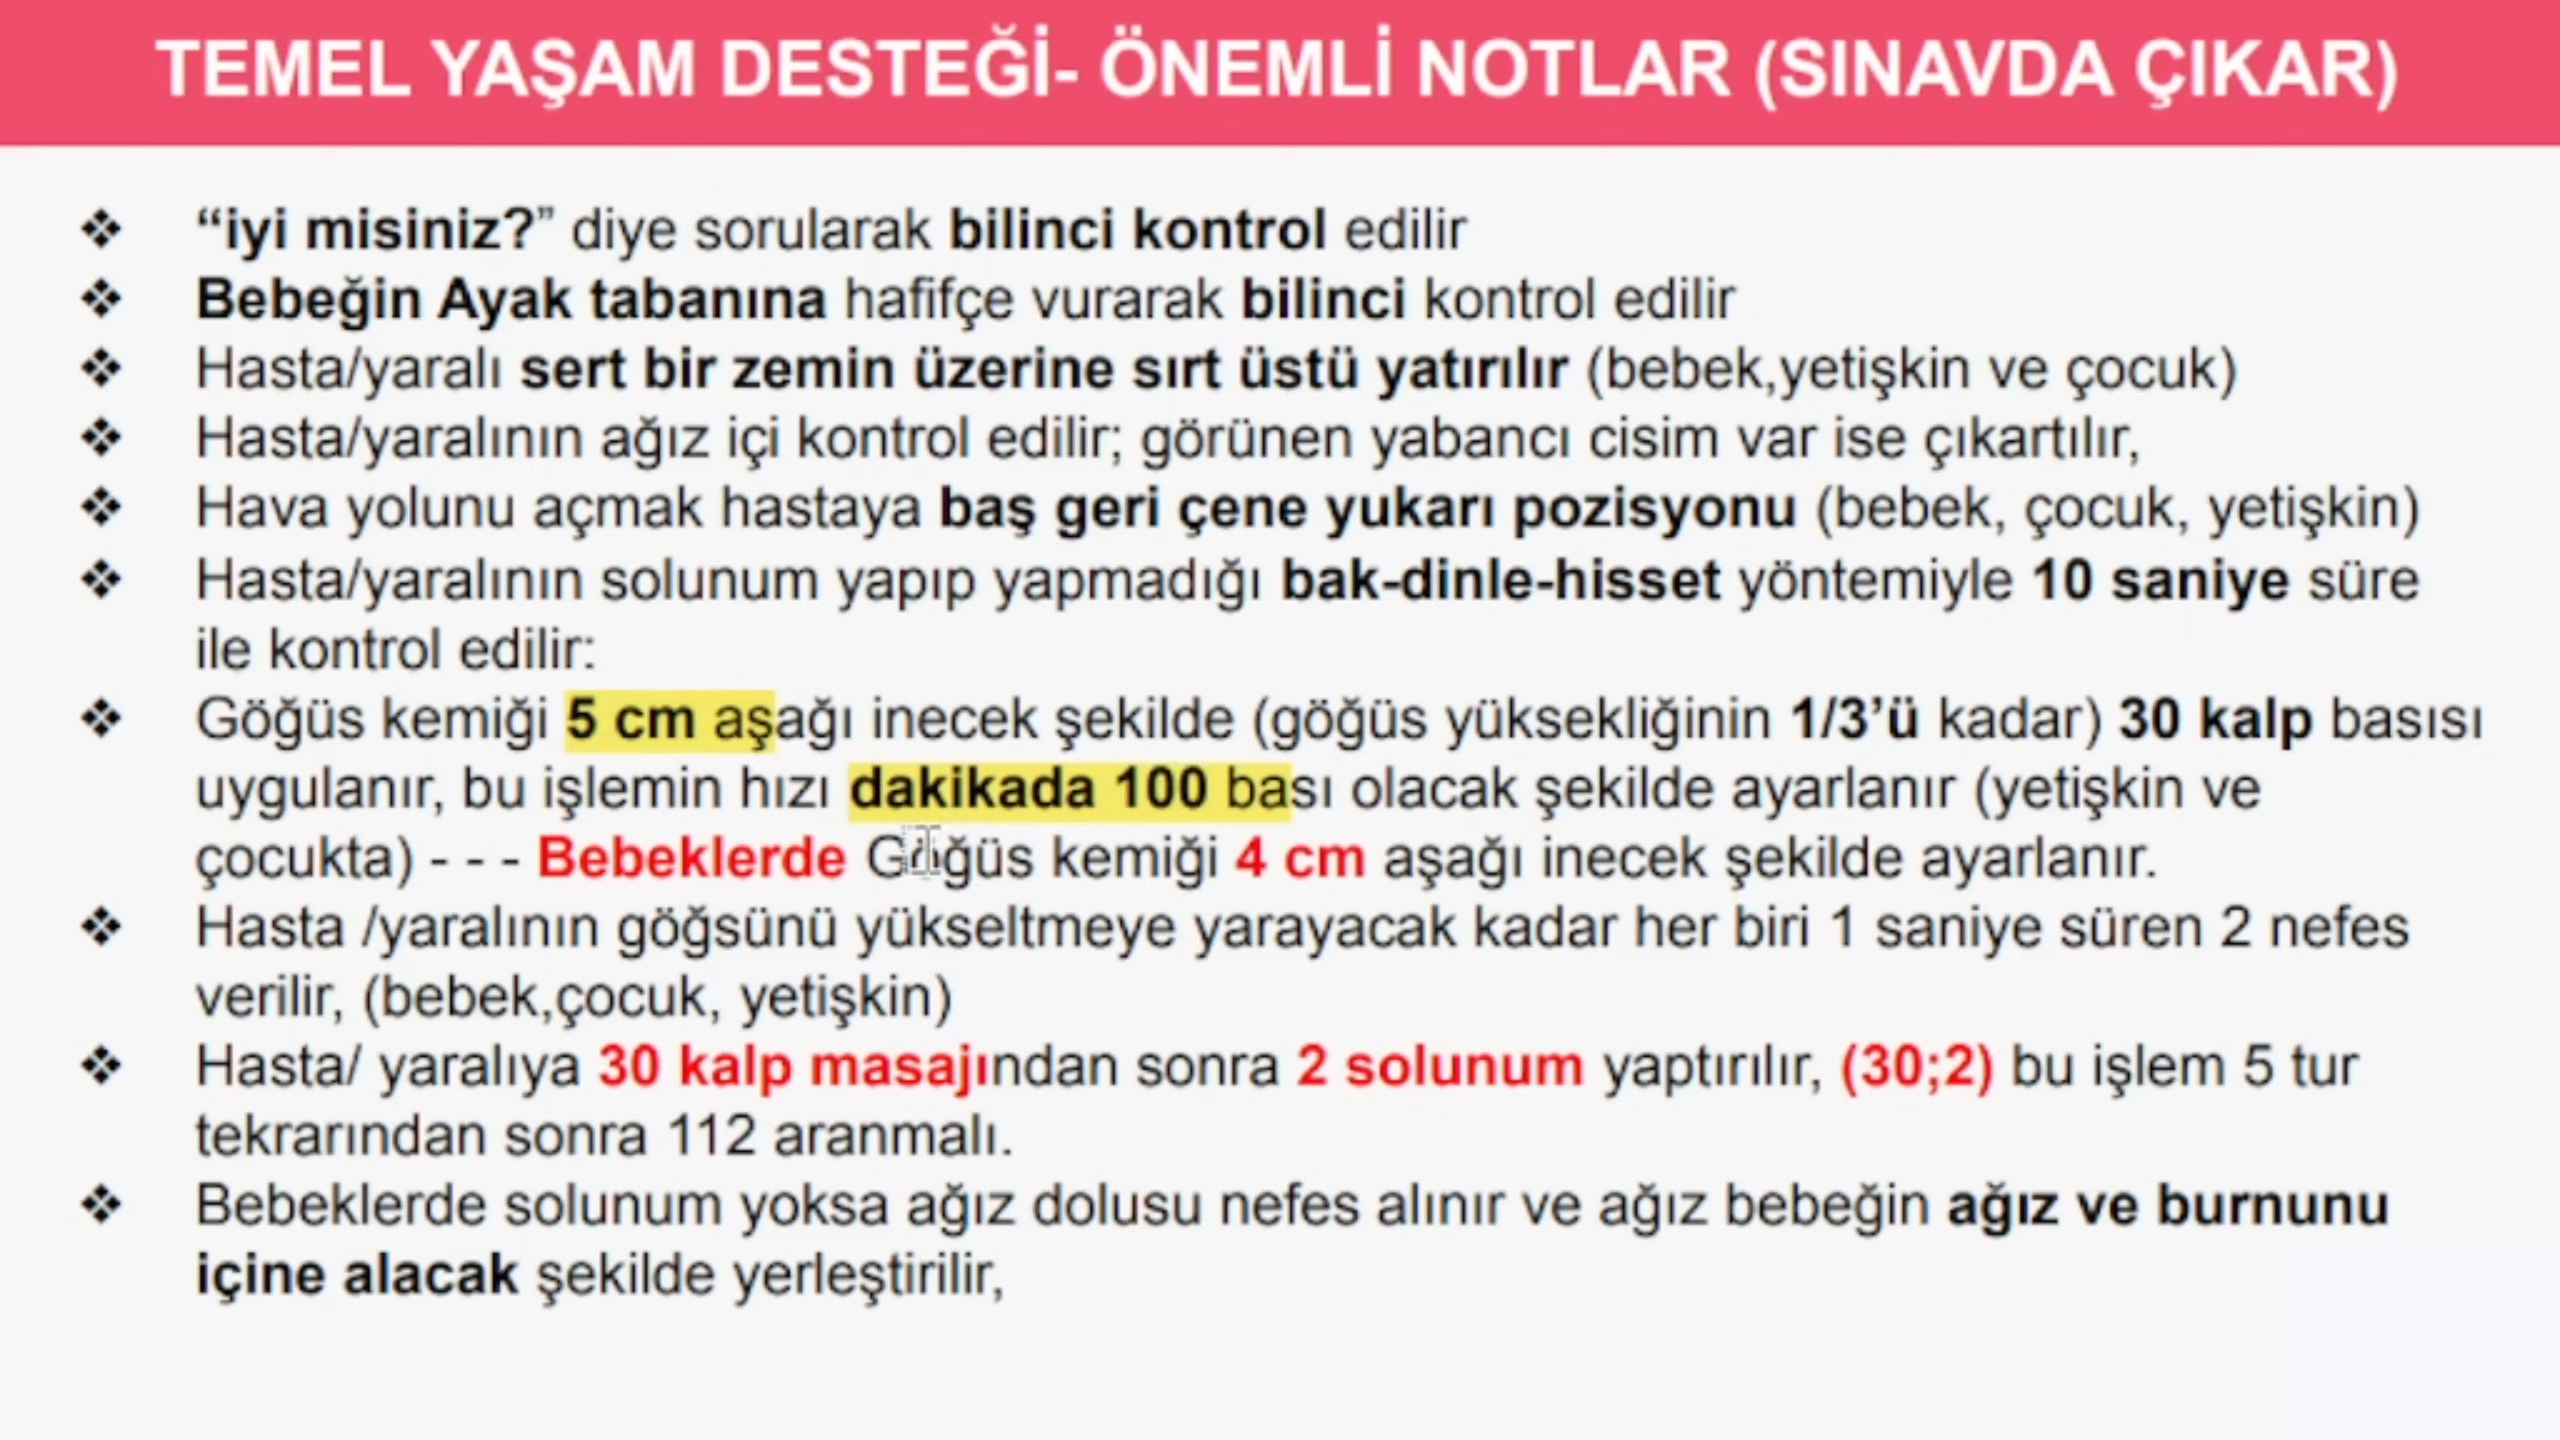 TEMEL YAŞAM DESTEĞİ- ÖNEMLİ NOTLAR (SINAVDA ÇIKAR)
❖ “iyi misiniz?” diye sorularak bilinci kontrol edilir
❖ Bebeğin Ayak tabanına hafifçe vurarak bilinci kontrol edilir
❖ Hasta/yaralı sert bir zemin üzerine sırt üstü yatırılır (bebek,yetişkin ve çocuk)
❖ Hasta/yaralının ağız içi kontrol edilir; görünen yabancı cisim var ise çıkartılır,
❖ Hava yolunu açmak hastaya baş geri çene yukarı pozisyonu (bebek, çocuk, yetişkin)
❖ Hasta/yaralının solunum yapıp yapmadığı bak-dinle-hisset yöntemiyle 10 saniye süre
ile kontrol edilir:
❖ Göğüs kemiği 5 cm aşağı inecek şekilde (göğüs yüksekliğinin 1/3’ü kadar) 30 kalp basısı
uygulanır, bu işlemin hızı dakikada 100 bası olacak şekilde ayarlanır (yetişkin ve
çocukta) - - - Bebeklerde Göğüs kemiği 4 cm aşağı inecek şekilde ayarlanır.
❖ Hasta /yaralının göğsünü yükseltmeye yarayacak kadar her biri 1 saniye süren 2 nefes
verilir, (bebek,çocuk, yetişkin)
❖ Hasta/ yaralıya 30 kalp masajından sonra 2 solunum yaptırılır, (30;2) bu işlem 5 tur
tekrarından sonra 112 aranmalı.
❖ Bebeklerde solunum yoksa ağız dolusu nefes alınır ve ağız bebeğin ağız ve burnunu
içine alacak şekilde yerleştirilir,